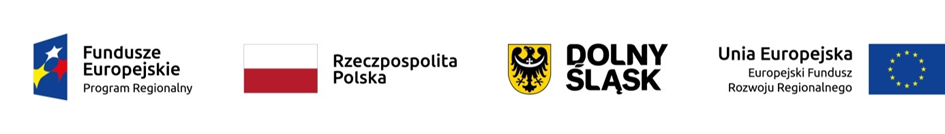 Fundusze
Europejskie
Program Regionalny
Rzeczpospolita
Polska
DOLNY
ŚLĄSK
Unia Europejska
Europejski Fundusz
Rozwoju Regionalnego